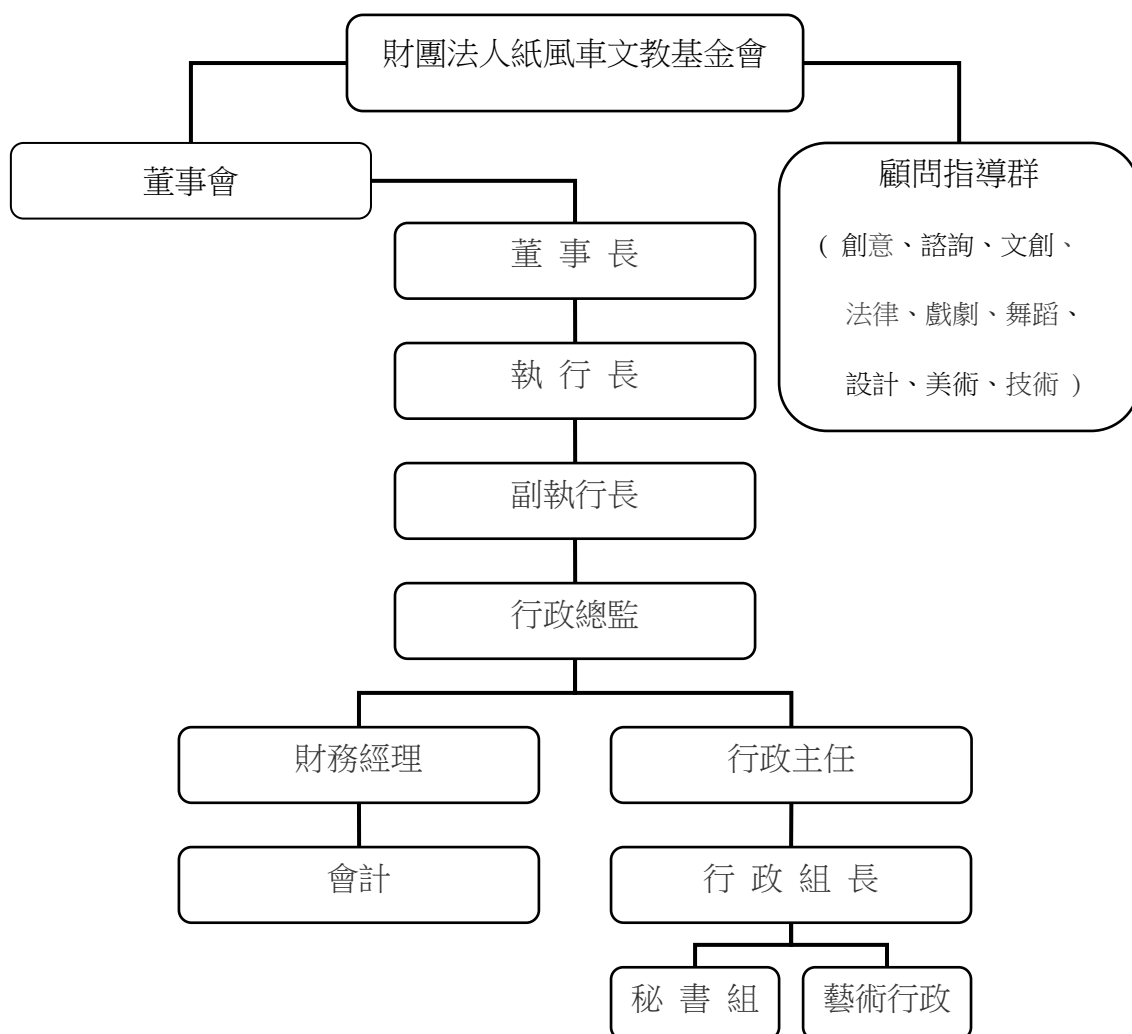 財團法人紙風車文教基金會
董事會
顧問指導群
( 創意、諮詢、文創、
法律、戲劇、舞蹈、
設計、美術、技術 )
董 事 長
執 行 長
副執行長
行政總監
財務經理
行政主任
會計
行 政 組 長
秘 書 組
藝術行政